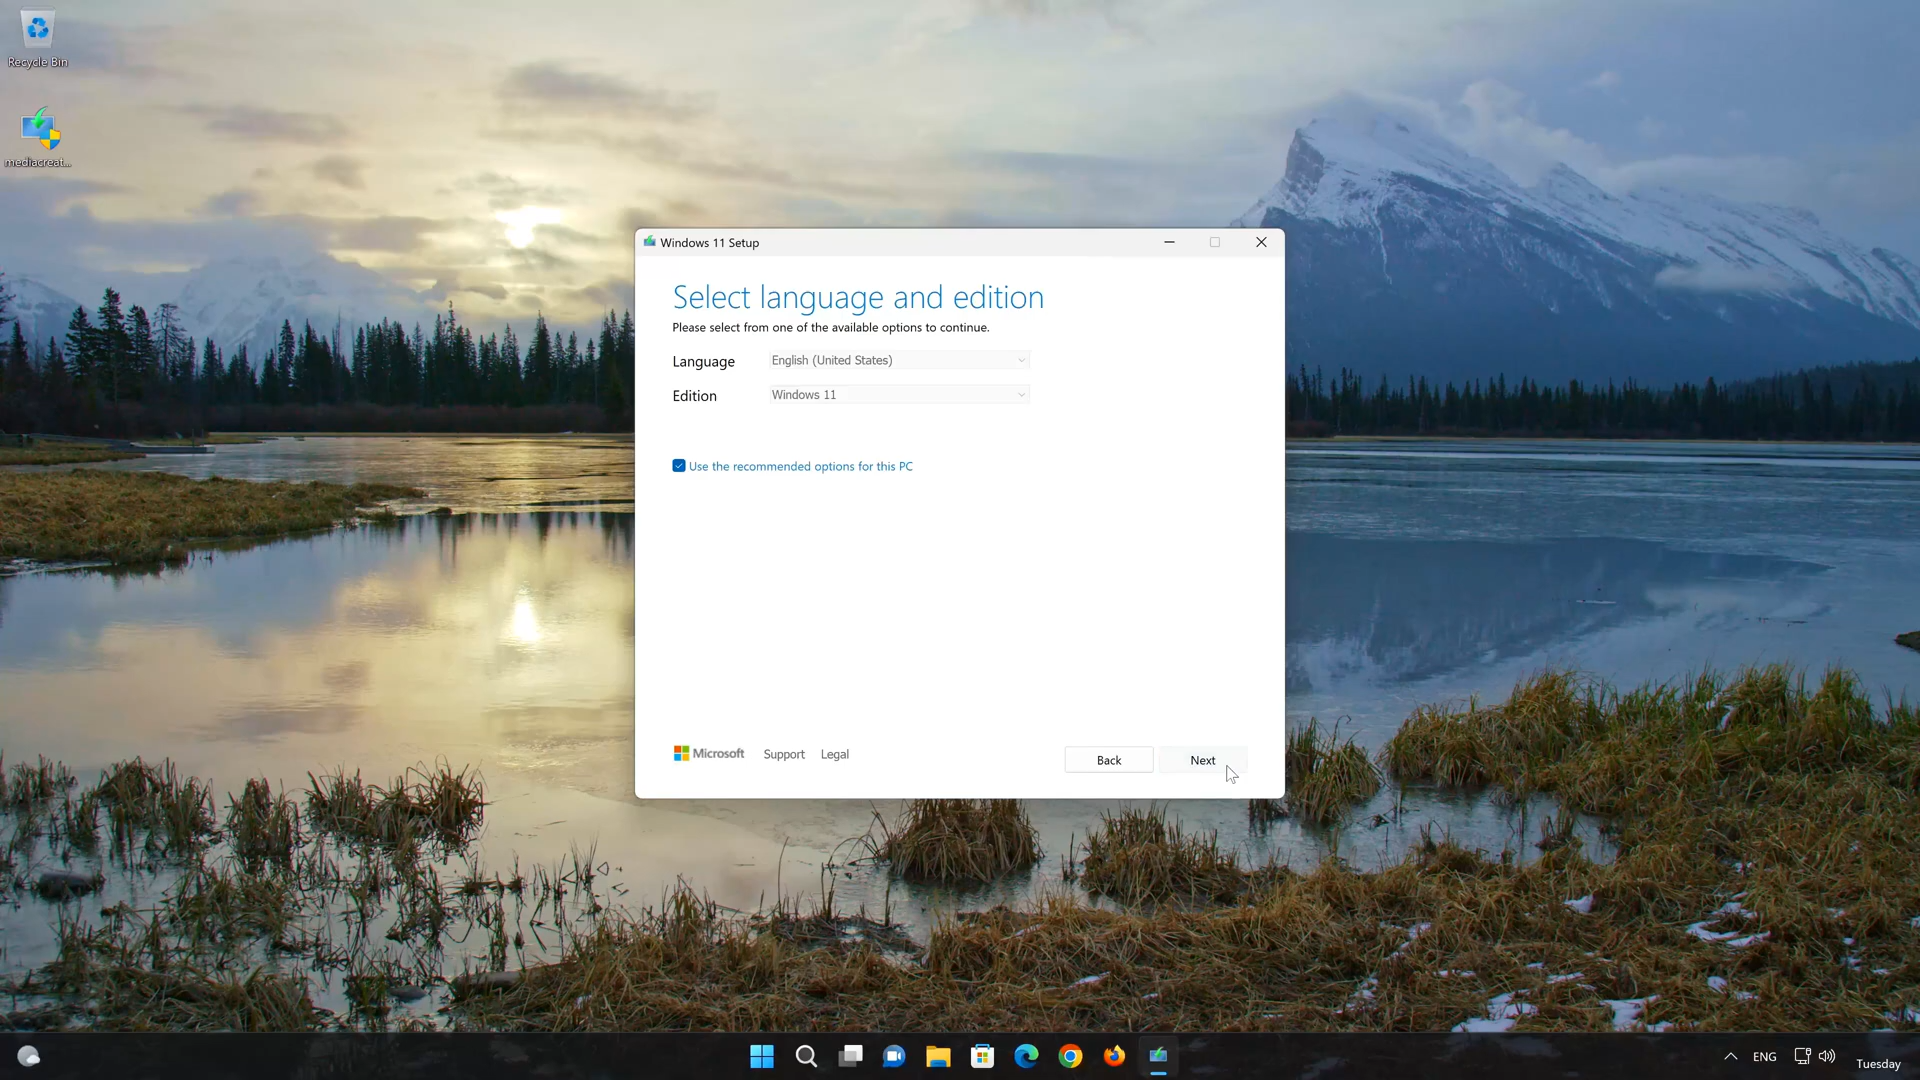 Recycle Bin
mediacreat...
Windows 11 Setup
Select language and edition
Please select from one of the available options to continue.
Language English (United States)
Edition Windows 11
Use the recommended options for this PC
Microsoft Support Legal
Back Next
ENG
Tuesday